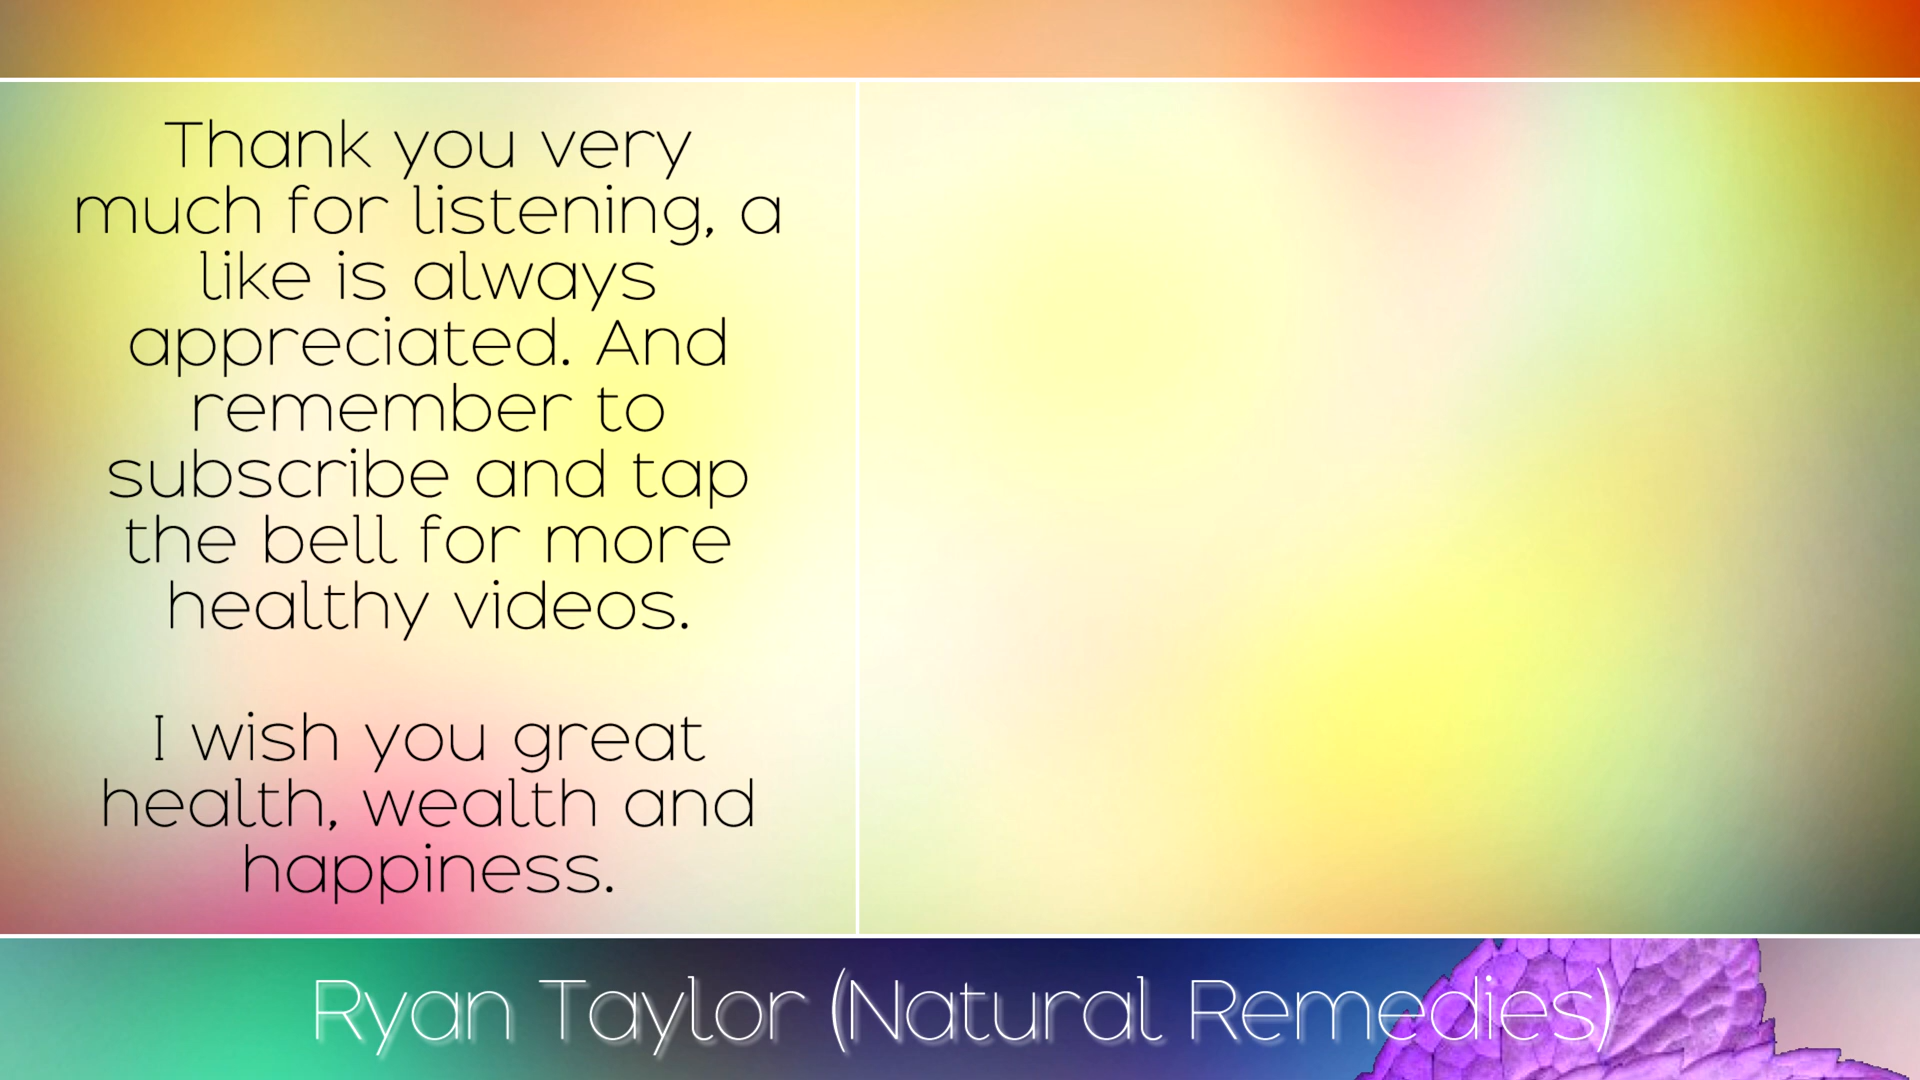 Thank you very
much for listening, a
like is always
appreciated. And
remember to
subscribe and tap
the bell for more
healthy videos.
I wish you great
health, wealth and
happiness.
Ryan Taylor (Natural Remedies)